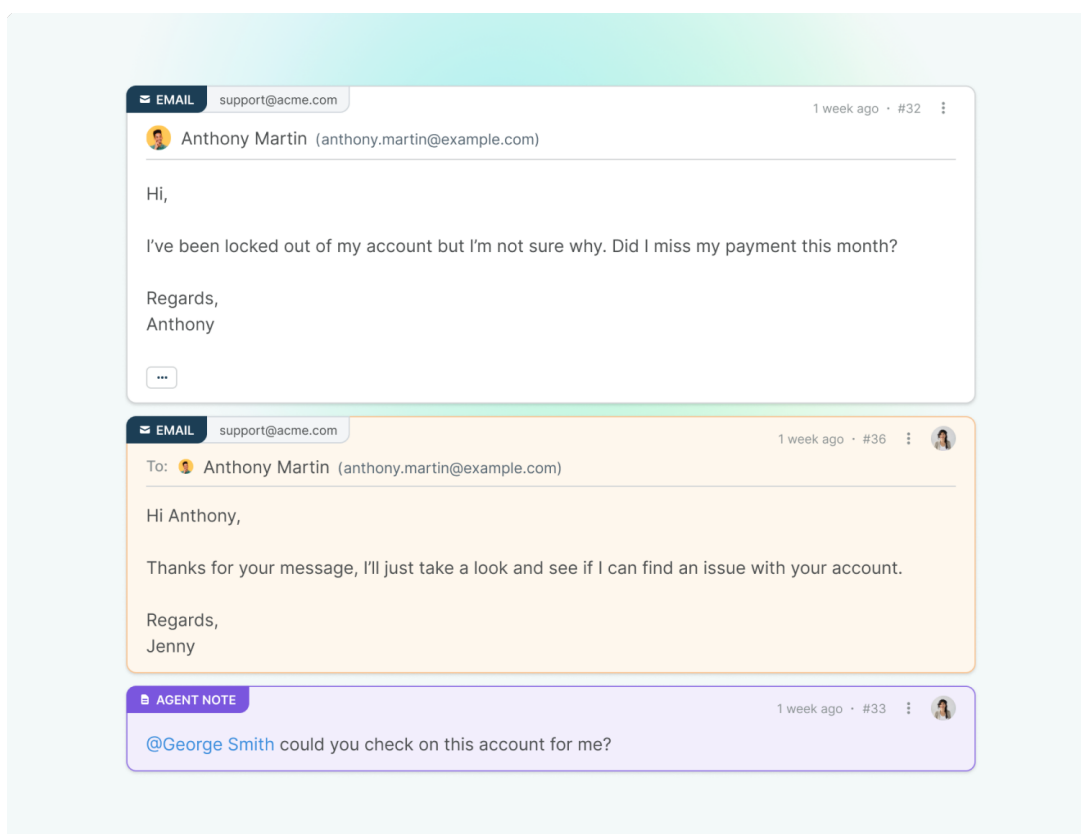 EMAIL support@acme.com
1 week ago · #32
Anthony Martin (anthony.martin@example.com)
Hi,
I've been locked out of my account but I'm not sure why. Did I miss my payment this month?
Regards,
Anthony
...
EMAIL support@acme.com
1 week ago · #36
To: Anthony Martin (anthony.martin@example.com)
Hi Anthony,
Thanks for your message, I'll just take a look and see if I can find an issue with your account.
Regards,
Jenny
AGENT NOTE
1 week ago · #33
@George Smith could you check on this account for me?